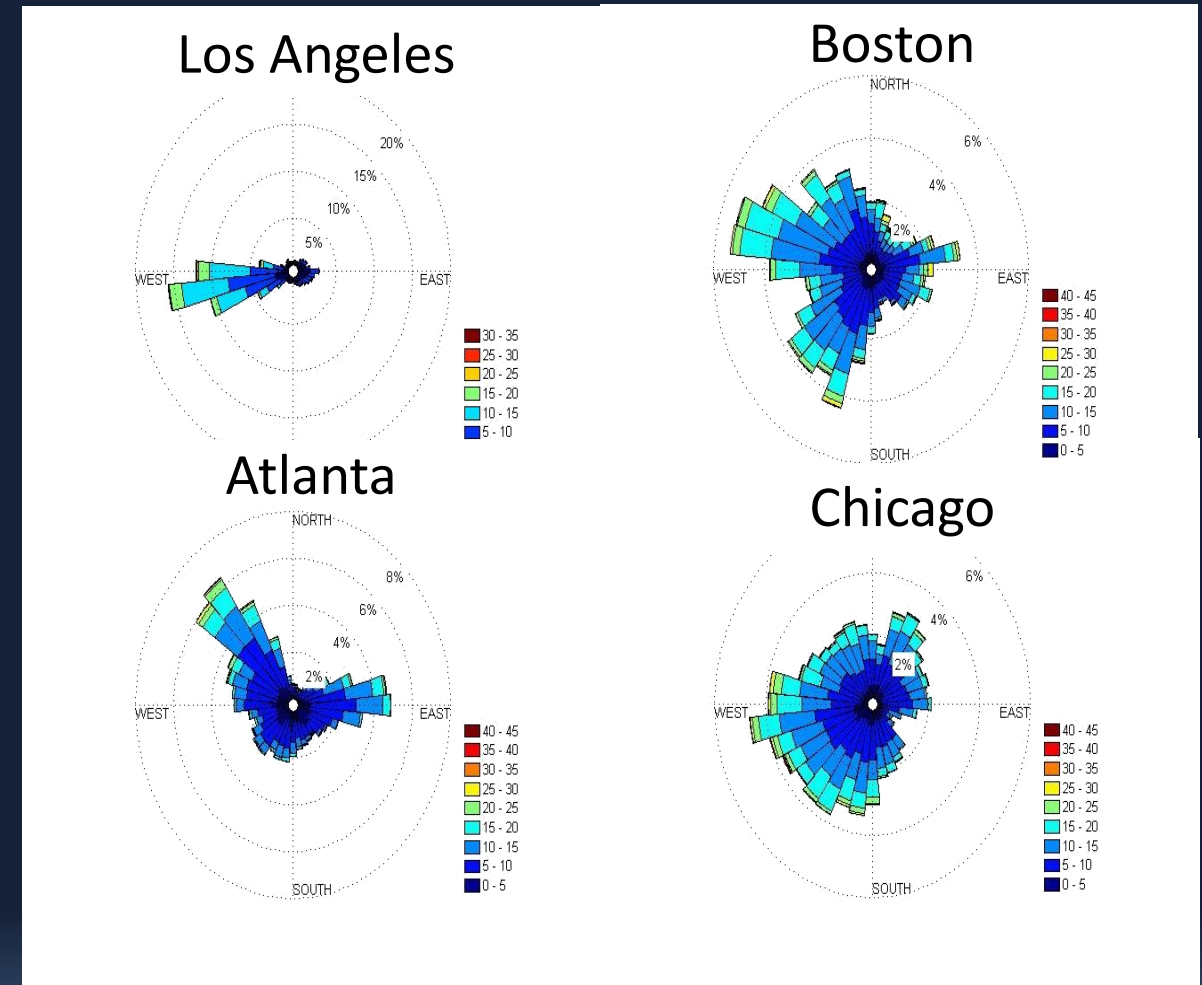 Los Angeles
20%
15%
10%
5%
WEST
EAST
30 - 35
25 - 30
20 - 25
15 - 20
10 - 15
5 - 10
Boston
NORTH
6%
4%
2%
WEST
EAST
SOUTH
40 - 45
35 - 40
30 - 35
25 - 30
20 - 25
15 - 20
10 - 15
5 - 10
0 - 5
Atlanta
NORTH
8%
6%
4%
2%
WEST
EAST
SOUTH
40 - 45
35 - 40
30 - 35
25 - 30
20 - 25
15 - 20
10 - 15
5 - 10
0 - 5
Chicago
6%
4%
2%
WEST
EAST
SOUTH
40 - 45
35 - 40
30 - 35
25 - 30
20 - 25
15 - 20
10 - 15
5 - 10
0 - 5